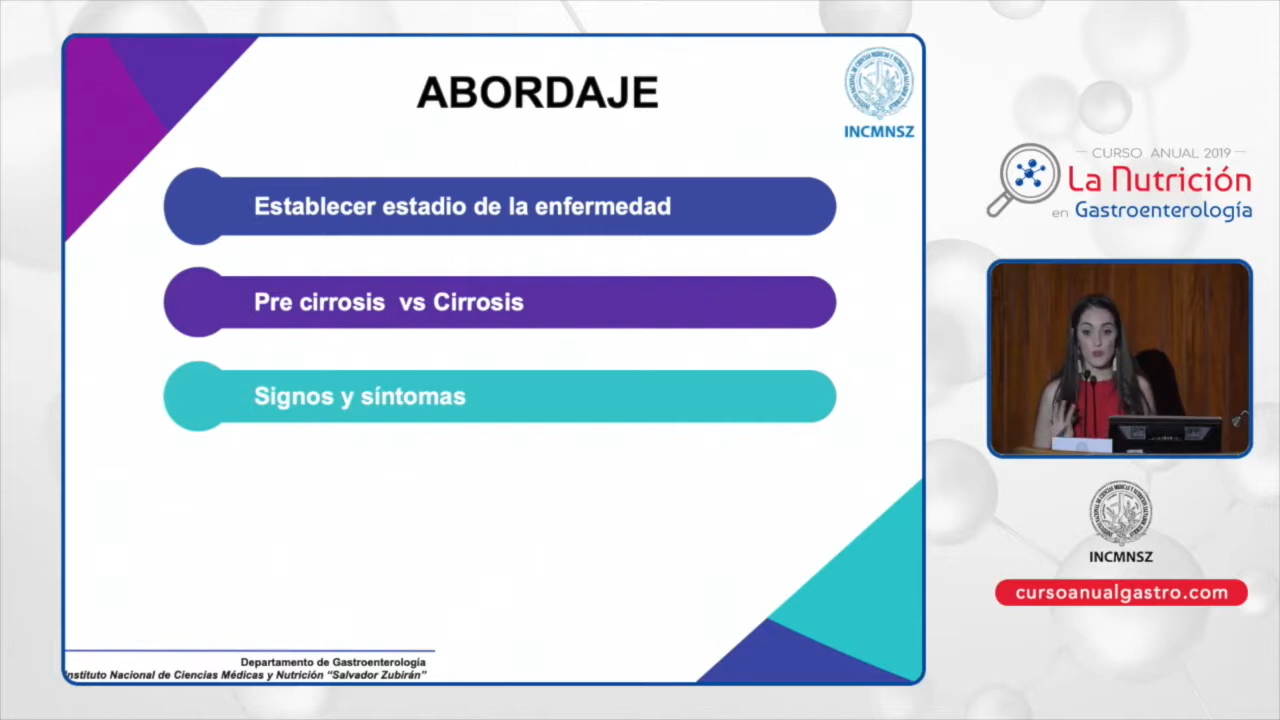 ABORDAJE
INCMNSZ
Establecer estadio de la enfermedad
Pre cirrosis vs Cirrosis
Signos y síntomas
Departamento de Gastroenterología
nstituto Nacional de Ciencias Médicas y Nutrición “Salvador Zubirán”
CURSO ANUAL 2019
La Nutrición
en Gastroenterología
INCMNSZ
cursoanualgastro.com